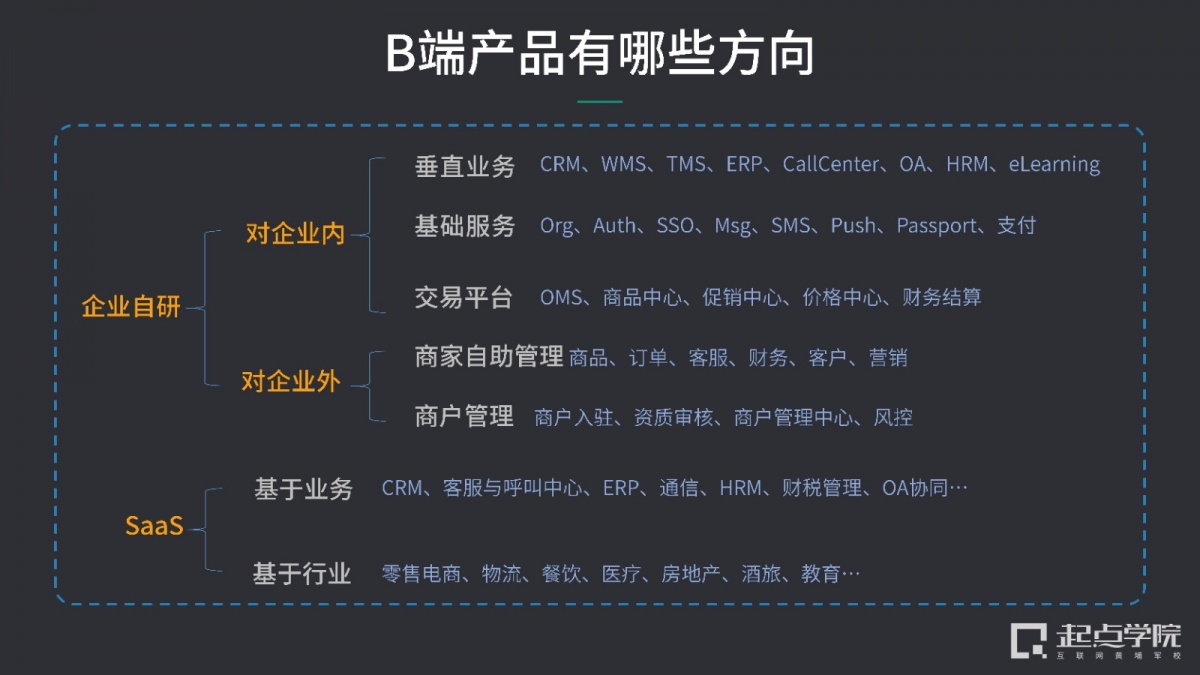 B端产品有哪些方向
企业自研
对企业内
垂直业务 CRM、WMS、TMS、ERP、CallCenter、OA、HRM、eLearning
基础服务 Org、Auth、SSO、Msg、SMS、Push、Passport、支付
交易平台 OMS、商品中心、促销中心、价格中心、财务结算
对企业外
商家自助管理 商品、订单、客服、财务、客户、营销
商户管理 商户入驻、资质审核、商户管理中心、风控
SaaS
基于业务 CRM、客服与呼叫中心、ERP、通信、HRM、财税管理、OA协同…
基于行业 零售电商、物流、餐饮、医疗、房地产、酒旅、教育…
起点学院
互联网黄埔军校